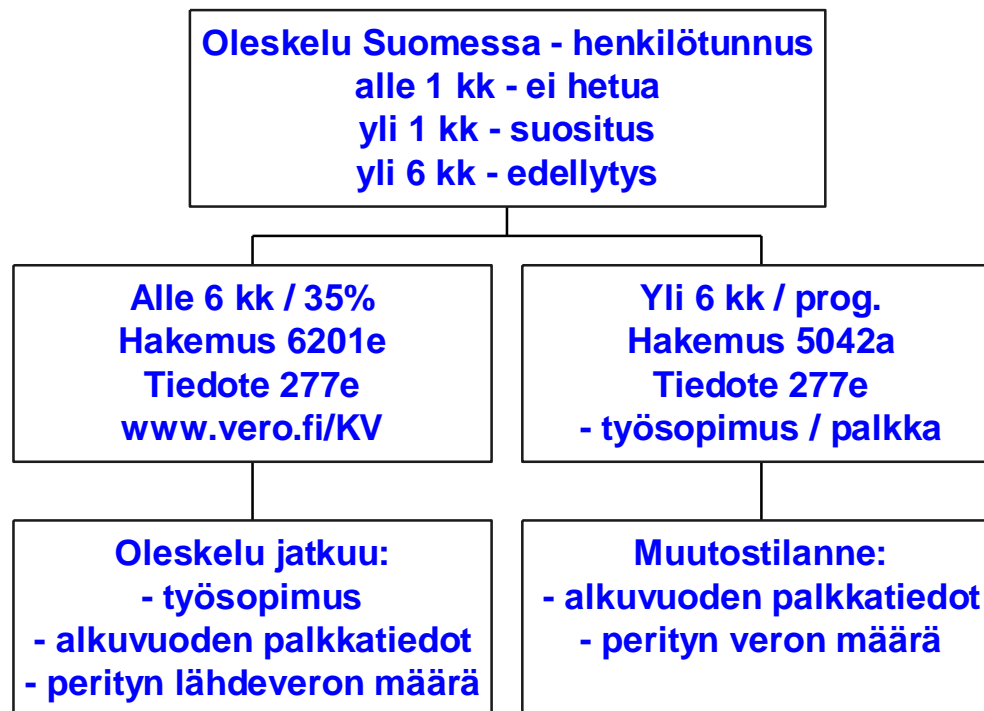 Oleskelu Suomessa - henkilötunnus
alle 1 kk - ei hetua
yli 1 kk - suositus
yli 6 kk - edellytys
Alle 6 kk / 35%
Hakemus 6201e
Tiedote 277e
www.vero.fi/KV
Yli 6 kk / prog.
Hakemus 5042a
Tiedote 277e
- työsopimus / palkka
Oleskelu jatkuu:
- työsopimus
- alkuvuoden palkkatiedot
- perityn lähdeveron määrä
Muutostilanne:
- alkuvuoden palkkatiedot
- perityn veron määrä